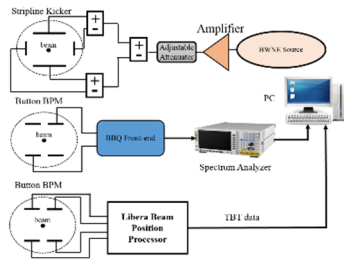 Stripline Kicker
beam
+
-
+
-
+
-
Adjustable
Attenuator
Amplifier
BWNE Source
PC
Button BPM
beam
BBQ Front-end
Spectrum Analyzer
Button BPM
beam
Libera Beam
Position
Processor
TBT data